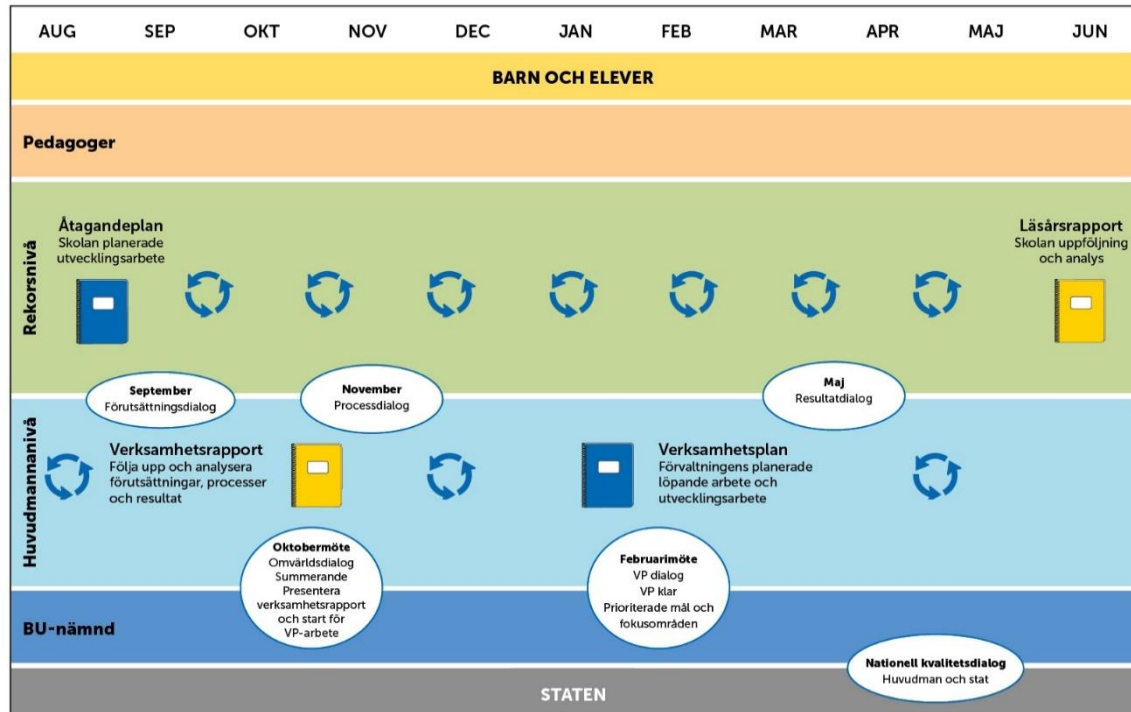 AUG SEP OKT NOV DEC JAN FEB MAR APR MAJ JUN
BARN OCH ELEVER
Pedagoger
Rekorsnivå
Åtagandeplan
Skolan planerade
utvecklingsarbete
Läsårsrapport
Skolan uppföljning
och analys
September
Förutsättningsdialog
November
Processdialog
Maj
Resultatdialog
Huvudmannanivå
Verksamhetsrapport
Följa upp och analysera
förutsättningar, processer
och resultat
Verksamhetsplan
Förvaltningens planerade
löpande arbete och
utvecklingsarbete
Oktobermöte
Omvärldsdialog
Summerande
Presentera
verksamhetsrapport
och start för
VP-arbete
Februarimöte
VP dialog
VP klar
Prioriterade mål och
fokusområden
BU-nämnd
Nationell kvalitetsdialog
Huvudman och stat
STATEN